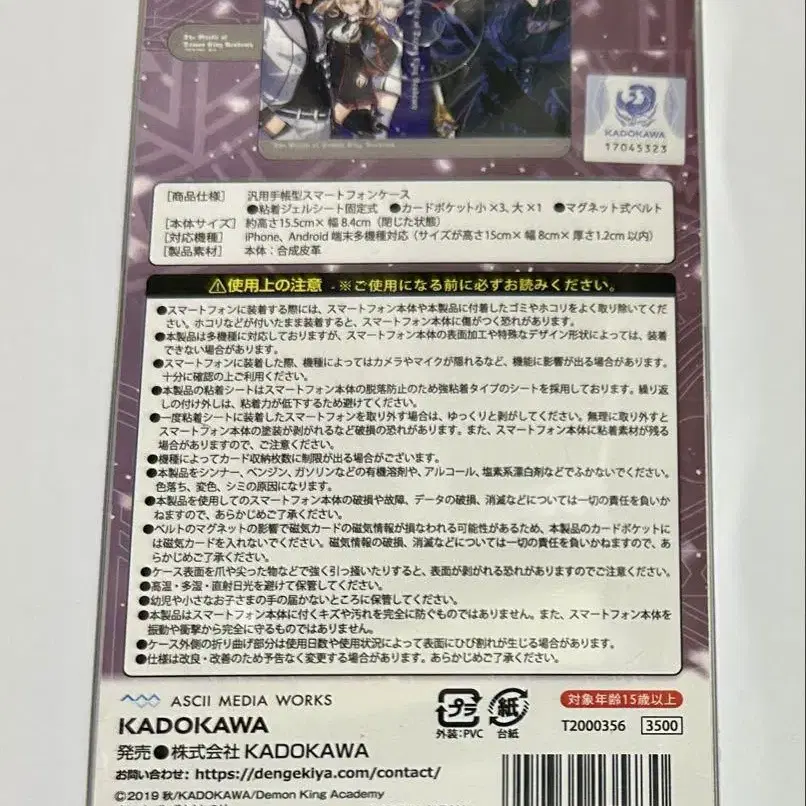 The Misfit of
Demon King Academy
KADOKAWA
17045323
The Misfit of Demon King Academy
[商品仕様] 汎用手帳型スマートフォンケース
●粘着ジェルシート固定式 ●カードポケット小×3、大×1 ●マグネット式ベルト
[本体サイズ] 約高さ15.5cm×幅8.4cm（閉じた状態）
[対応機種] iPhone、Android 端末多機種対応（サイズが高さ15cm×幅8cm×厚さ1.2cm以内）
[製品素材] 本体：合成皮革
⚠使用上の注意 -※ご使用になる前に必ずお読みください。
●スマートフォンに装着する際には、スマートフォン本体や本製品に付着したゴミやホコリをよく取り除いてくだ
さい。ホコリなどが付いたまま装着すると、スマートフォン本体に傷がつく恐れがあります。
●本製品は多機種に対応しておりますが、スマートフォン本体の表面加工や特殊なデザイン形状によっては、装着
できない場合があります。
●スマートフォンに装着した際、機種によってはカメラやマイクが隠れるなど、機能に影響が出る場合があります。
十分に確認の上ご利用ください。
●本製品の粘着シートはスマートフォン本体の脱落防止のため強粘着タイプのシートを採用しております。繰り返
しの付け外しは、粘着力が低下するため避けてください。
●一度粘着シートに装着したスマートフォンを取り外す場合は、ゆっくりと剥がしてください。無理に取り外すと
スマートフォン本体の塗装が剥がれるなど破損の恐れがあります。また、スマートフォン本体に粘着素材が残る
場合がありますので、ご注意ください。
●機種によってカード収納枚数に制限が出る場合がございます。
●本製品をシンナー、ベンジン、ガソリンなどの有機溶剤や、アルコール、塩素系漂白剤などでふかないでください。
色落ち、変色、シミの原因になります。
●本製品を使用してのスマートフォン本体の破損や故障、データの破損、消滅などについては一切の責任を負いか
ねますので、あらかじめご了承ください。
●ベルトのマグネットの影響で磁気カードの磁気情報が損なわれる可能性があるため、本製品のカードポケットに
は磁気カードを入れないでください。磁気情報の破損、消滅などについては一切の責任を負いかねますので、あ
らかじめご了承ください。
●ケース表面を爪や尖った物などで強く引っ掻いたりすると、表面が剥がれる恐れがありますのでご注意ください。
●高温・多湿・直射日光を避けて保管してください。
●幼児や小さなお子さまの手の届かないところに保管してください。
●本製品はスマートフォン本体に付くキズや汚れを完全に防ぐものではありません。また、スマートフォン本体を
振動や衝撃から完全に守るものではありません。
●ケース外側の折り曲げ部分は使用日数や使用状況によって表面にひび割れが生じる場合があります。
●仕様は改良・改善のため予告なく変更する場合があります。あらかじめご了承ください。
ASCII MEDIA WORKS
KADOKAWA
発売●株式会社 KADOKAWA
お問い合わせ：https://dengekiya.com/contact/
©2019 秋/KADOKAWA/Demon King Academy
プラ
外装：PVC
紙
台紙
対象年齢15歳以上
T2000356 3500